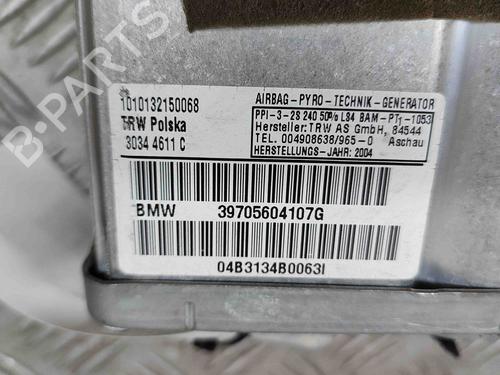 1010132150068
TRW Polska
3034 4611 C
AIRBAG-PYRO-TECHNIK-GENERATOR
PPI-3-28 240 50% L34 BAM-PT1-1053
Hersteller: TRW AS GmbH, 84544
TEL. 004908638/965-0 Aschau
HERSTELLUNGS-JAHR: 2004
BMW 39705604107G
04B3134B0063I
B-PARTS